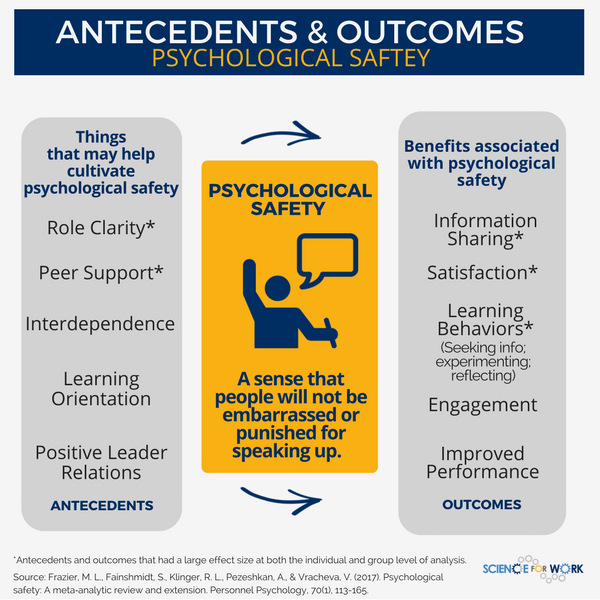 ANTECEDENTS & OUTCOMES
PSYCHOLOGICAL SAFTEY
Things
that may help
cultivate
psychological safety
Role Clarity*
Peer Support*
Interdependence
Learning
Orientation
Positive Leader
Relations
ANTECEDENTS
PSYCHOLOGICAL
SAFETY
A sense that
people will not be
embarrassed or
punished for
speaking up.
Benefits associated
with psychological
safety
Information
Sharing*
Satisfaction*
Learning
Behaviors*
(Seeking info;
experimenting;
reflecting)
Engagement
Improved
Performance
OUTCOMES
*Antecedents and outcomes that had a large effect size at both the individual and group level of analysis.
Source: Frazier, M. L., Fainshmidt, S., Klinger, R. L., Pezeshkan, A., & Vracheva, V. (2017). Psychological
safety: A meta-analytic review and extension. Personnel Psychology, 70(1), 113-165.
SCIENCE FOR WORK